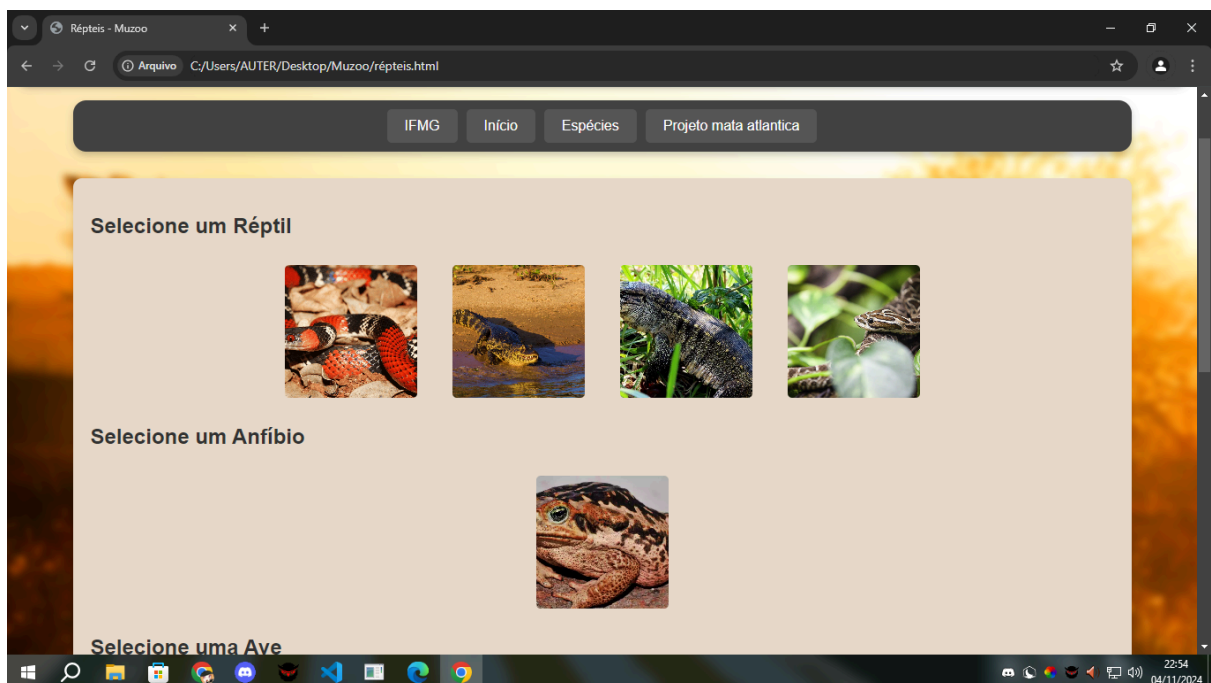 Répteis - Muzoo
Arquivo C:/Users/AUTER/Desktop/Muzoo/répteis.html
IFMG Início Espécies Projeto mata atlantica
Selecione um Réptil
Selecione um Anfíbio
Selecione uma Ave
22:54
04/11/2024